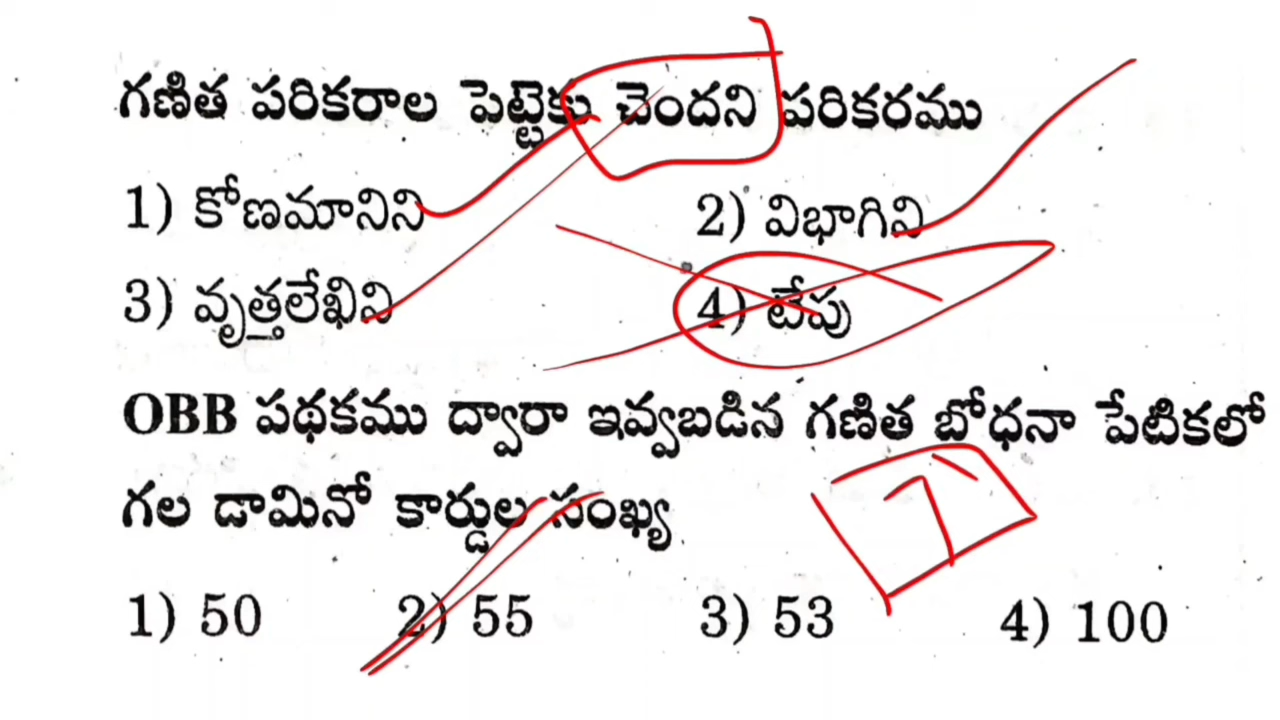 గణిత పరికరాల పెట్టెకు చెందని పరికరము
1) కోణమానిని 2) విభాగిని
3) వృత్తలేఖిని 4) టేపు
OBB పథకము ద్వారా ఇవ్వబడిన గణిత బోధనా పేటికలో
గల డామినో కార్డుల సంఖ్య
1) 50 2) 55 3) 53 4) 100